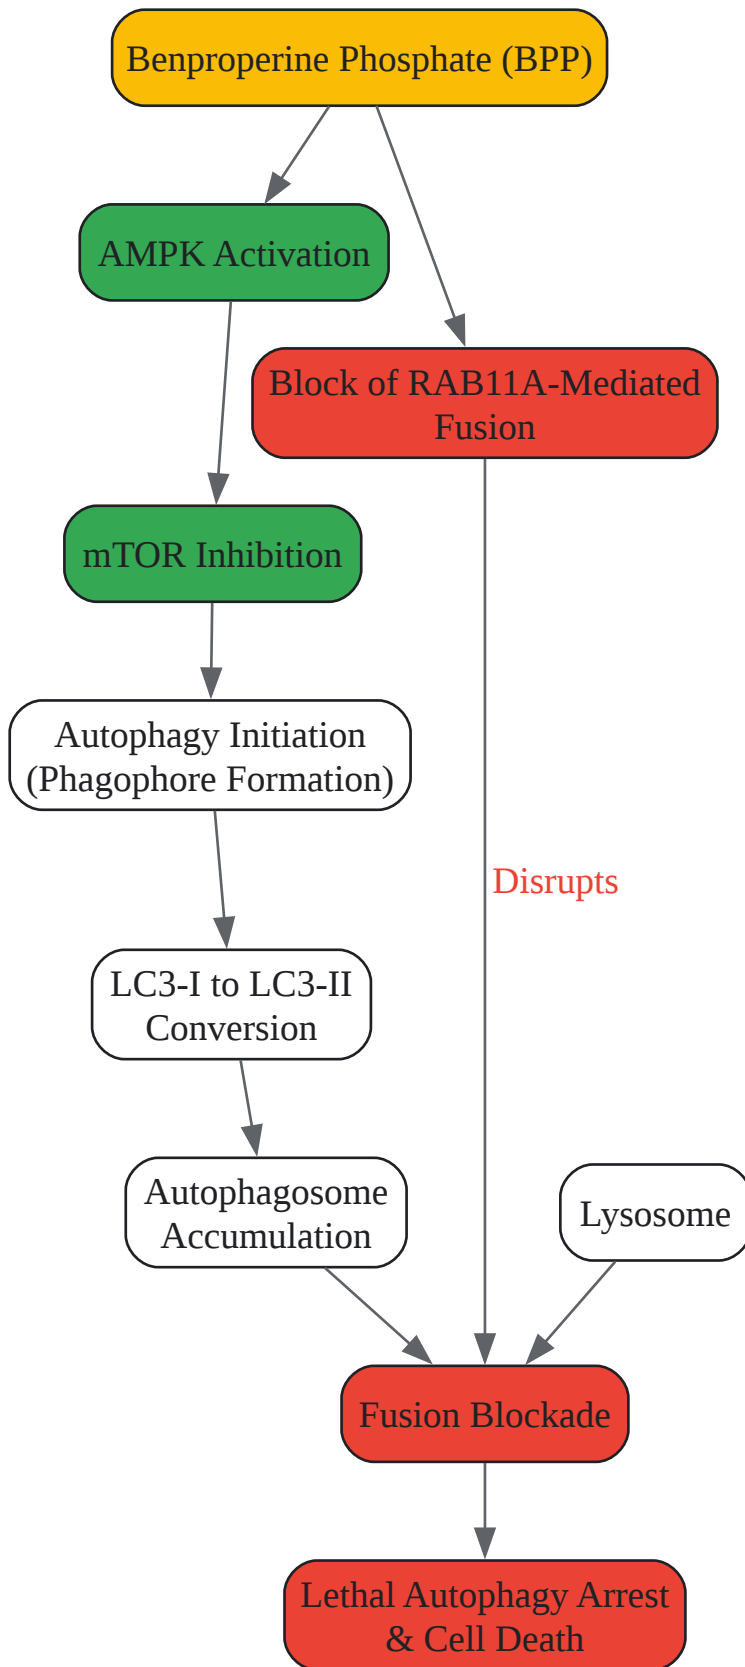 Benproperine Phosphate (BPP)
AMPK Activation
Block of RAB11A-Mediated
Fusion
mTOR Inhibition
Autophagy Initiation
(Phagophore Formation)
Disrupts
LC3-I to LC3-II
Conversion
Autophagosome
Accumulation
Lysosome
Fusion Blockade
Lethal Autophagy Arrest
& Cell Death